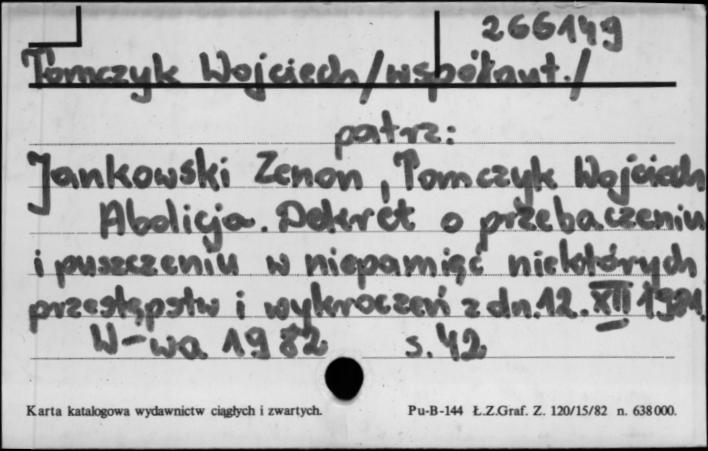 266149
Tomczyk Wojciech /współaut./
patrz:
Jankowski Zenon, Tomczyk Wojciech
Abolicja. Dekret o przebaczeniu
i puszczeniu w niepamięć niektórych
przestępstw i wykroczeń z dn. 12. XII 1981.
W-wa 1982 s. 42
Karta katalogowa wydawnictw ciągłych i zwartych. Pu-B-144 Ł.Z.Graf. Z. 120/15/82 n. 638000.